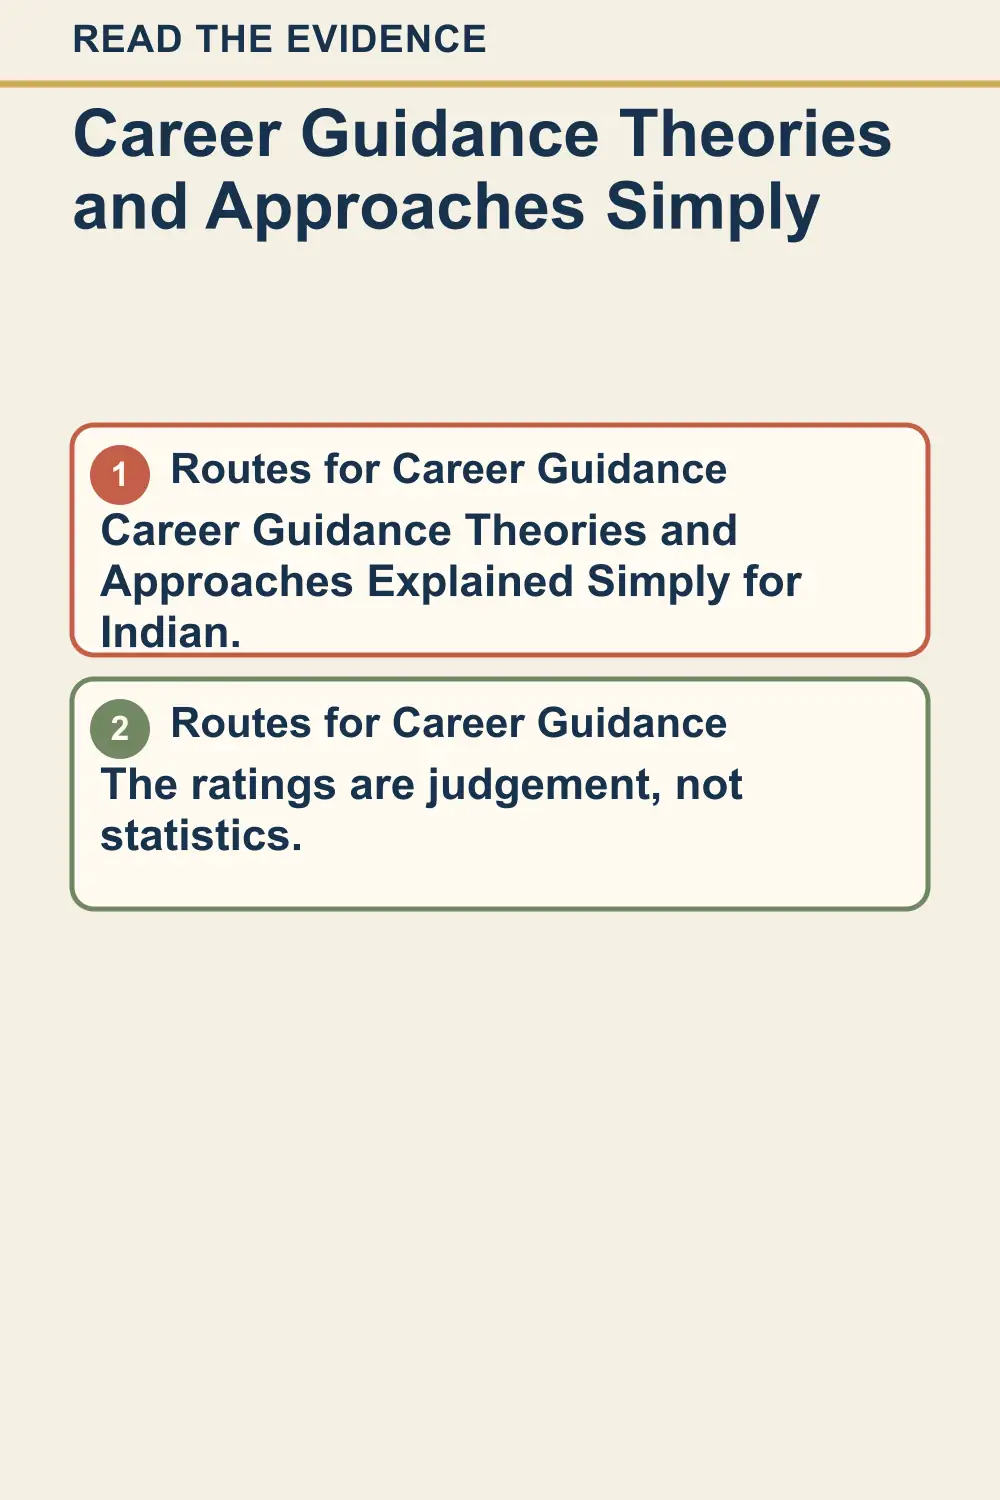 READ THE EVIDENCE
Career Guidance Theories
and Approaches Simply
1 Routes for Career Guidance
Career Guidance Theories and
Approaches Explained Simply for
Indian.
2 Routes for Career Guidance
The ratings are judgement, not
statistics.